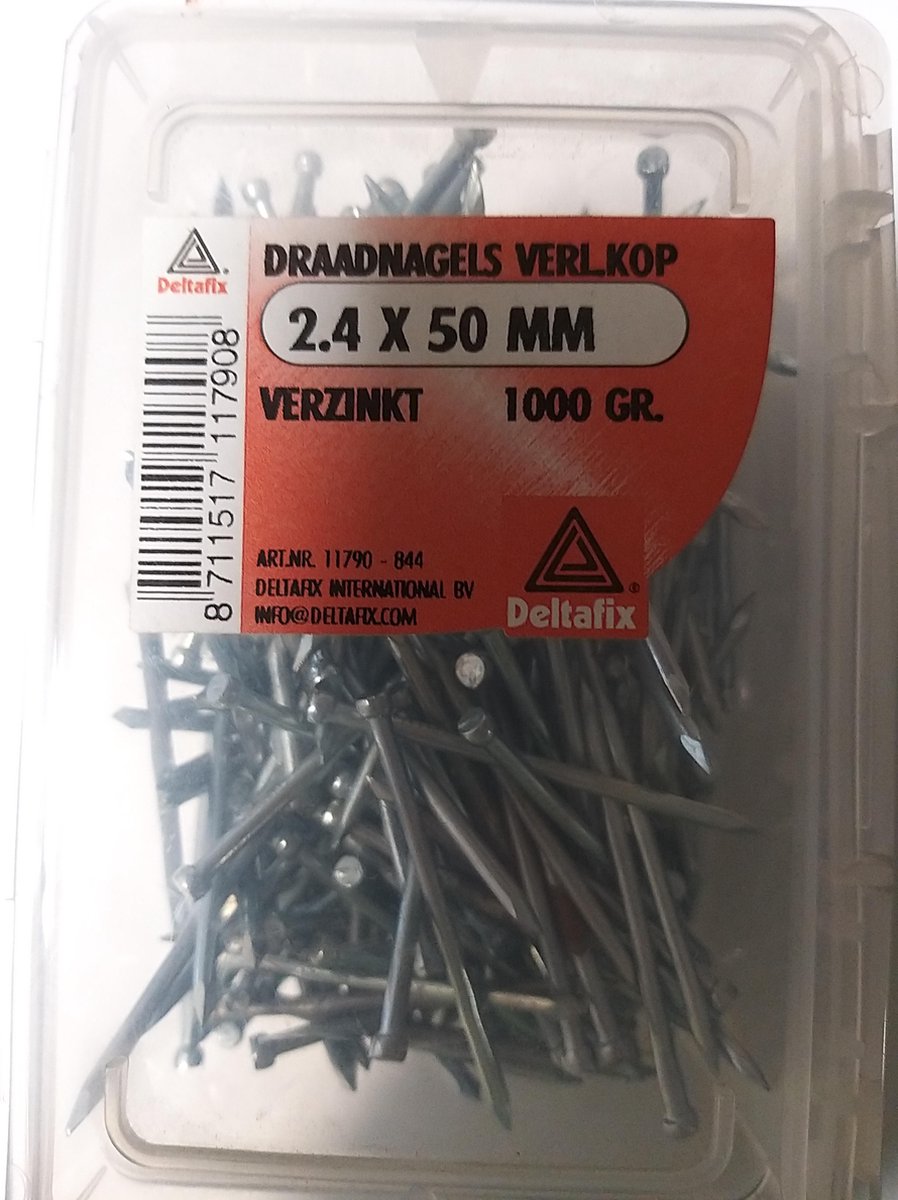 Deltafix
8 711517 117908
DRAADNAGELS VERL.KOP
2.4 X 50 MM
VERZINKT 1000 GR.
ART.NR. 11790 - 844
DELTAFIX INTERNATIONAL BV
INFO@DELTAFIX.COM
Deltafix®